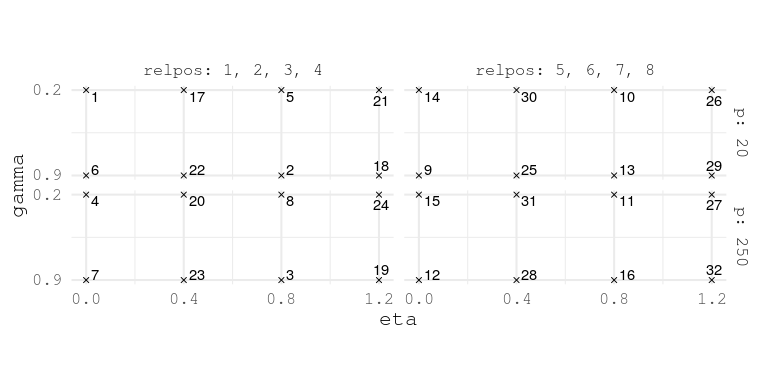 relpos: 1, 2, 3, 4 relpos: 5, 6, 7, 8
0.2 1 17 5 21 14 30 10 26
p: 20
0.9 6 22 2 18 9 25 13 29
gamma
0.2 4 20 8 24 15 31 11 27
p: 250
0.9 7 23 3 19 12 28 16 32
0.0 0.4 0.8 1.2 0.0 0.4 0.8 1.2
eta